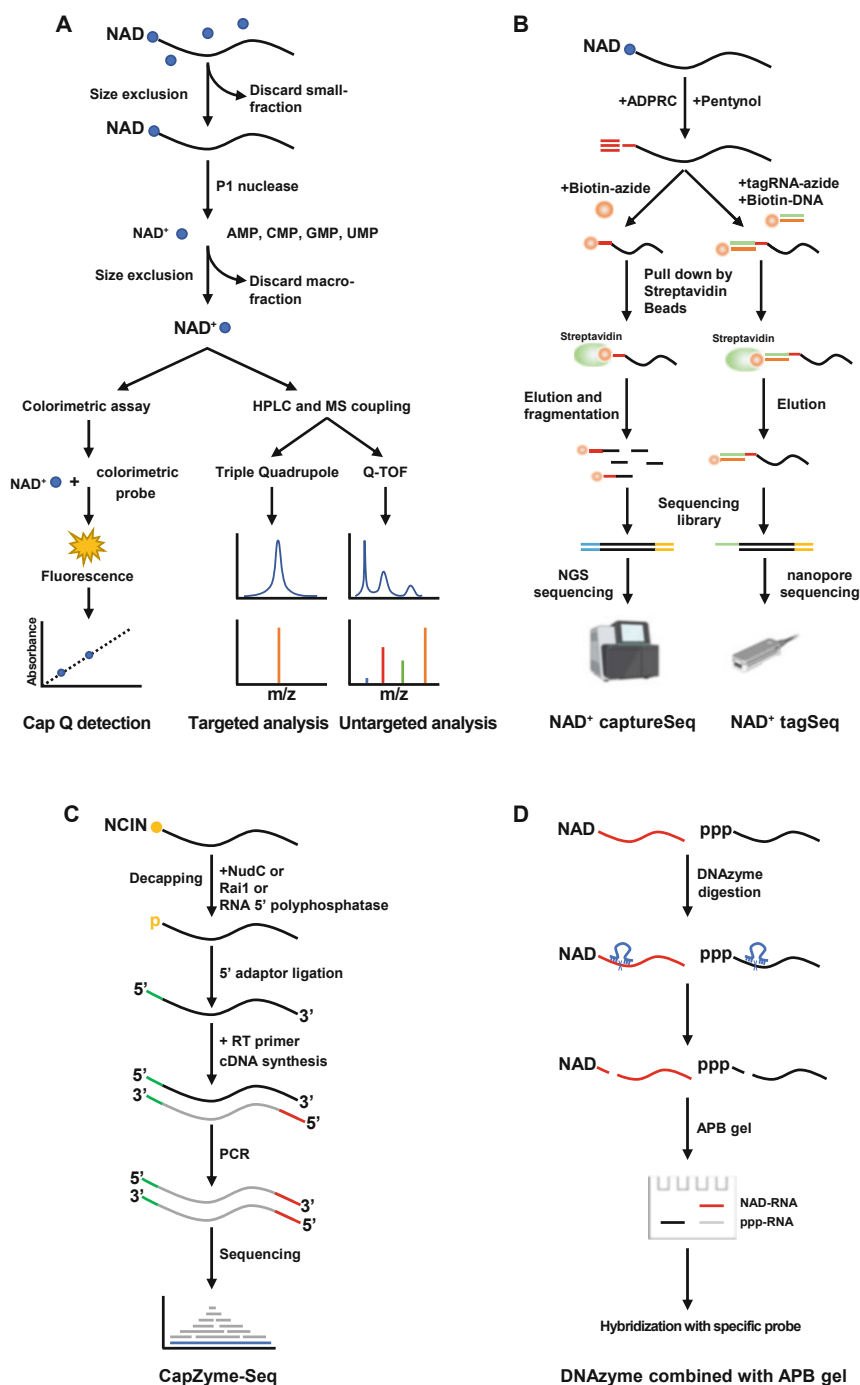 A
NAD
Size exclusion
Discard small-
fraction
NAD
P1 nuclease
NAD⁺
AMP, CMP, GMP, UMP
Size exclusion
Discard macro-
fraction
NAD⁺
Colorimetric assay
HPLC and MS coupling
NAD⁺ + colorimetric
probe
Triple Quadrupole
Q-TOF
Fluorescence
Absorbance
m/z
m/z
Cap Q detection
Targeted analysis
Untargeted analysis
B
NAD
+ADPRC
+Pentynol
+Biotin-azide
+tagRNA-azide
+Biotin-DNA
Pull down by
Streptavidin
Beads
Streptavidin
Streptavidin
Elution and
fragmentation
Elution
Sequencing
library
NGS
sequencing
nanopore
sequencing
NAD⁺ captureSeq
NAD⁺ tagSeq
C
NCIN
Decapping
+NudC or
Rai1 or
RNA 5' polyphosphatase
p
5' adaptor ligation
5'
3'
+ RT primer
cDNA synthesis
5'
3'
3'
5'
PCR
5'
3'
3'
5'
Sequencing
CapZyme-Seq
D
NAD
ppp
DNAzyme
digestion
NAD
ppp
NAD
ppp
APB gel
NAD-RNA
ppp-RNA
Hybridization with specific probe
DNAzyme combined with APB gel